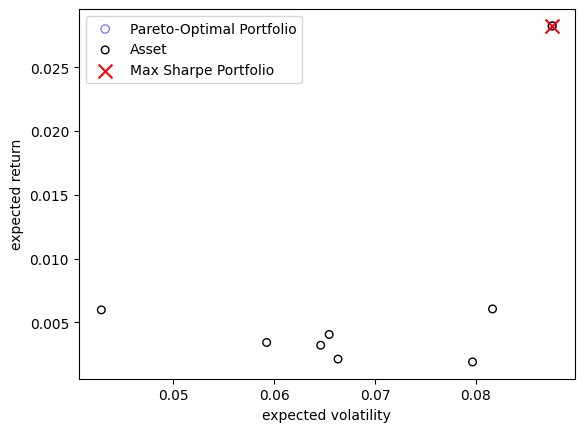 Pareto-Optimal Portfolio
Asset
Max Sharpe Portfolio
0.025
0.020
0.015
0.010
0.005
expected return
0.05 0.06 0.07 0.08
expected volatility